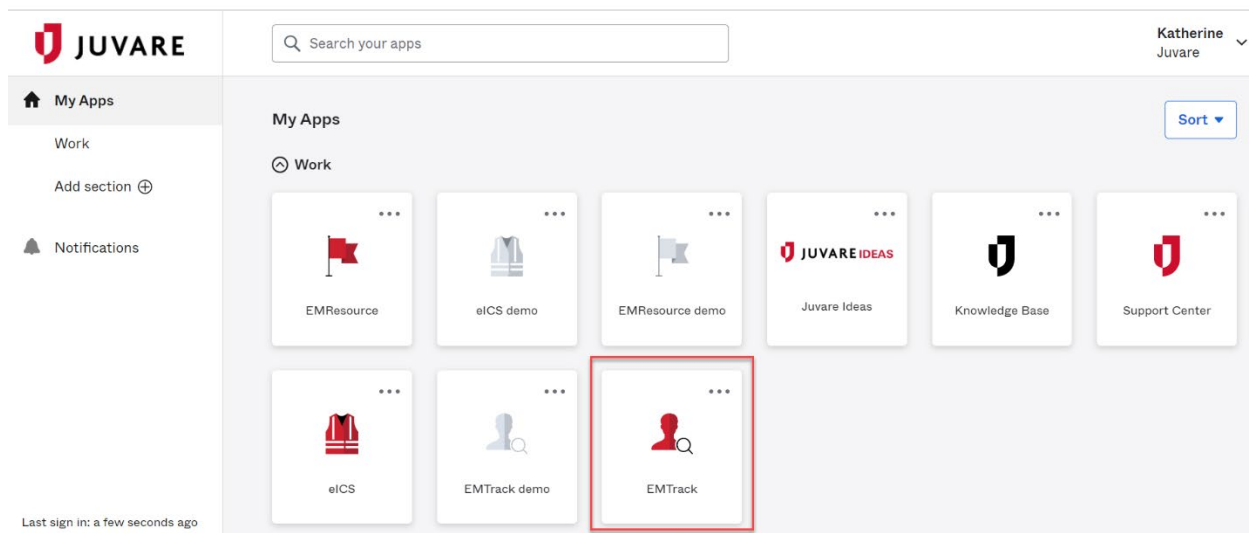 JUVARE
Search your apps
Katherine
Juvare
My Apps
Work
Add section
Notifications
Last sign in: a few seconds ago
My Apps
Sort
Work
EMResource
eICS demo
EMResource demo
JUVARE IDEAS
Juvare Ideas
Knowledge Base
Support Center
eICS
EMTrack demo
EMTrack